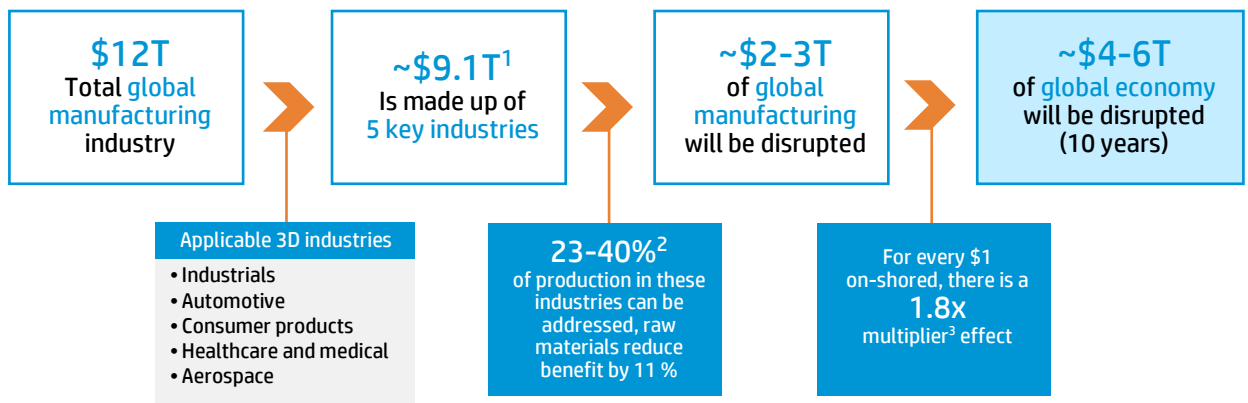 $12T
Total global
manufacturing
industry
~$9.1T1
Is made up of
5 key industries
~$2-3T
of global
manufacturing
will be disrupted
~$4-6T
of global economy
will be disrupted
(10 years)
Applicable 3D industries
• Industrials
• Automotive
• Consumer products
• Healthcare and medical
• Aerospace
23-40%2
of production in these
industries can be
addressed, raw
materials reduce
benefit by 11 %
For every $1
on-shored, there is a
1.8x
multiplier3 effect